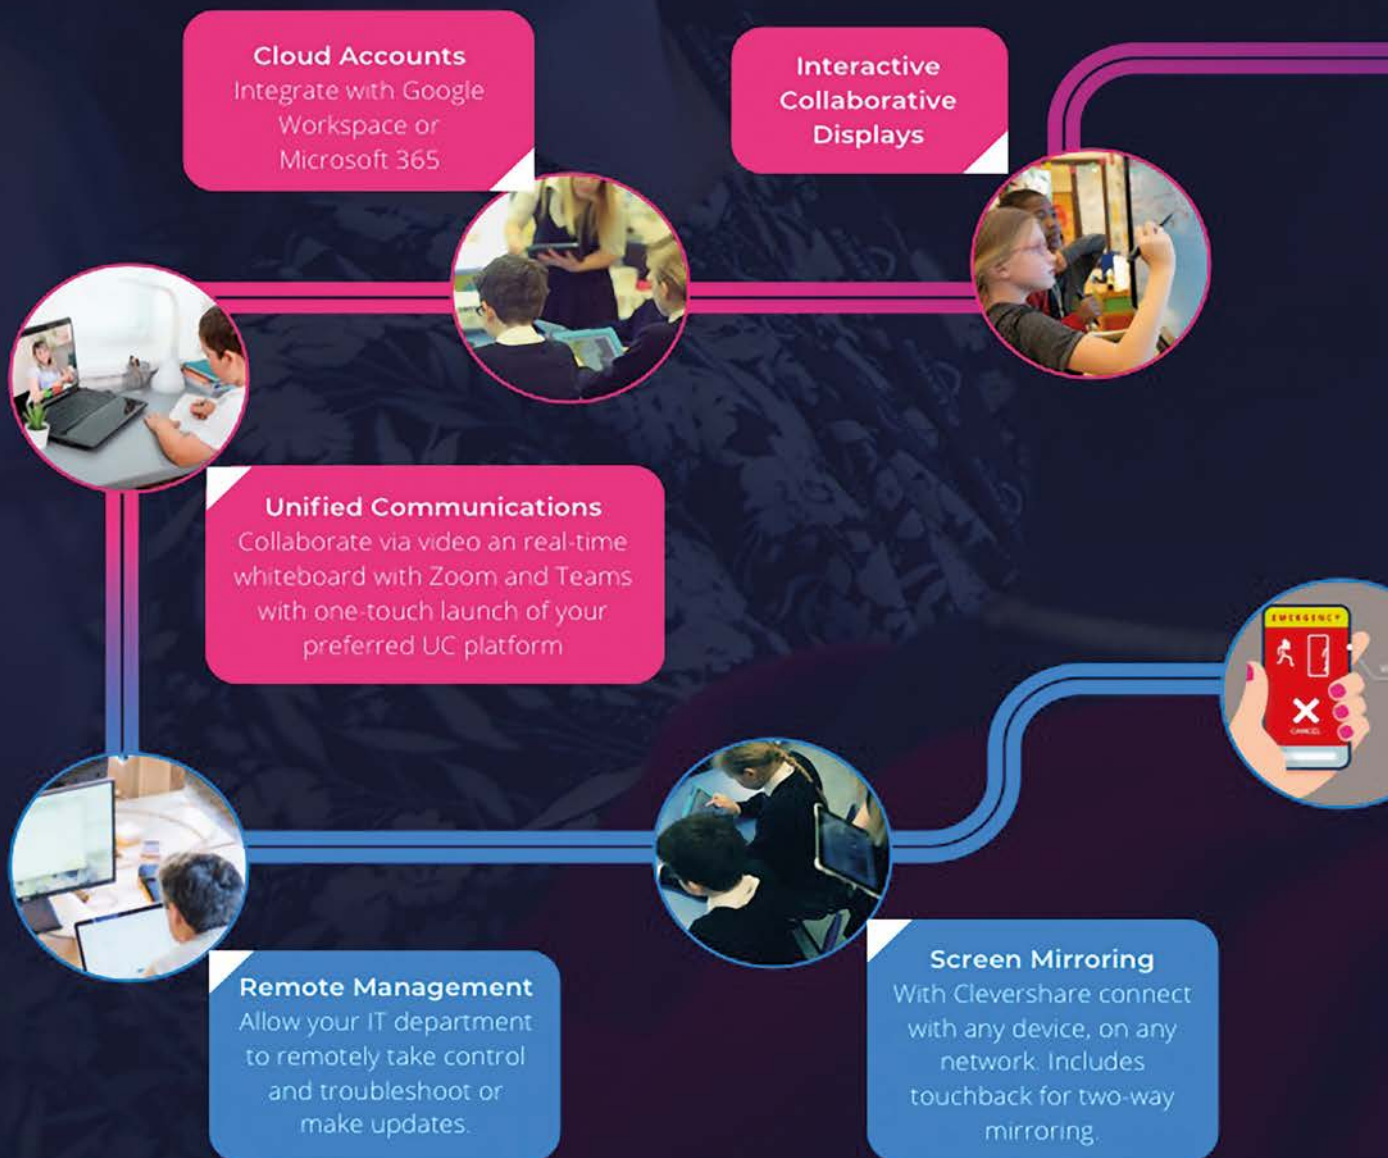 Cloud Accounts
Integrate with Google
Workspace or
Microsoft 365
Interactive
Collaborative
Displays
Unified Communications
Collaborate via video an real-time
whiteboard with Zoom and Teams
with one-touch launch of your
preferred UC platform
EMERGENCY
CANCEL
Remote Management
Allow your IT department
to remotely take control
and troubleshoot or
make updates.
Screen Mirroring
With Clevershare connect
with any device, on any
network. Includes
touchback for two-way
mirroring.